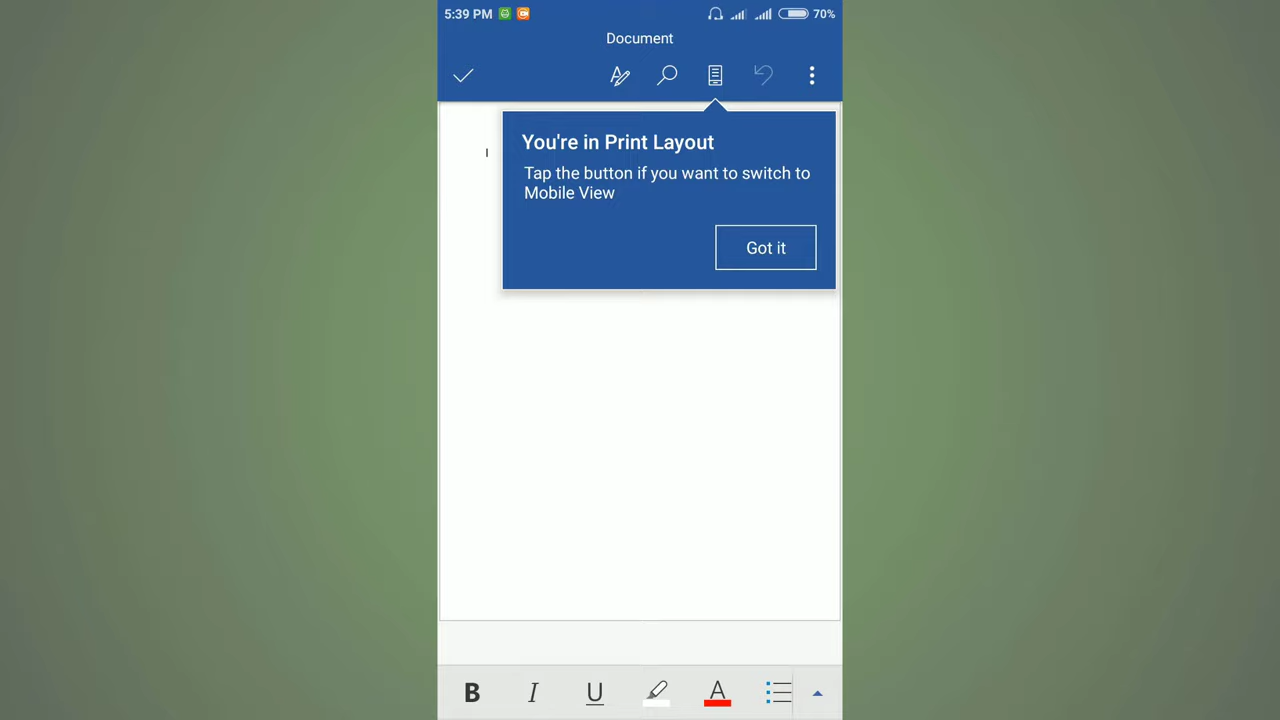 5:39 PM 70%
Document
You're in Print Layout
Tap the button if you want to switch to
Mobile View
Got it
B I U A